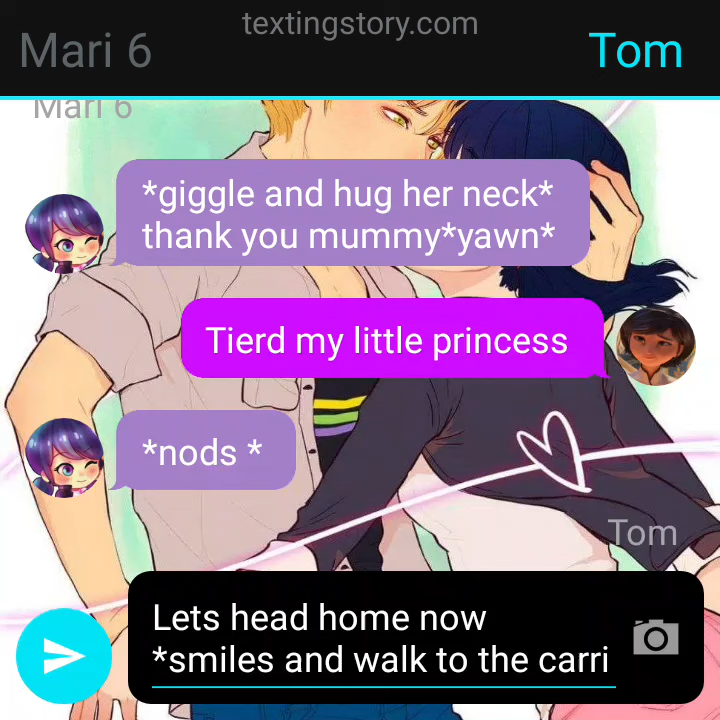 textingstory.com
Mari 6
Tom
Mari 6
*giggle and hug her neck*
thank you mummy*yawn*
Tierd my little princess
*nods *
Tom
Lets head home now
*smiles and walk to the carri